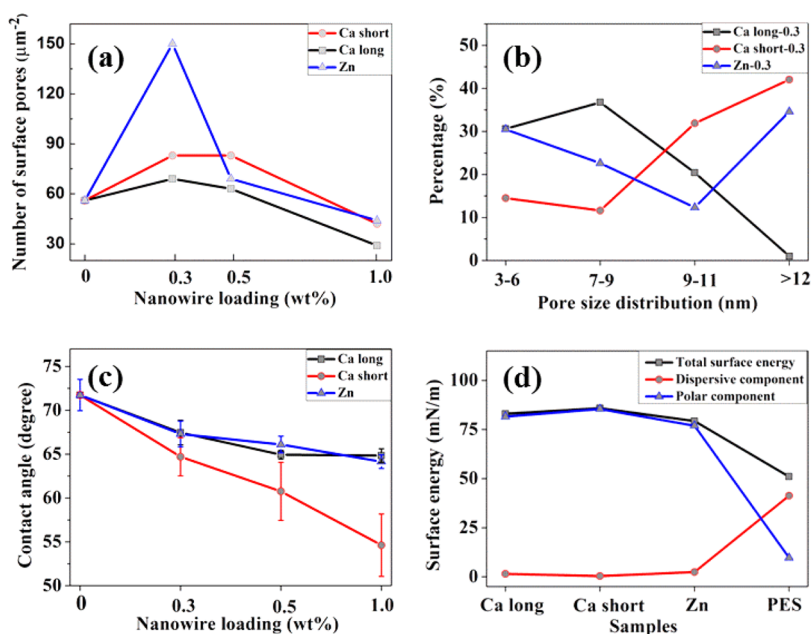 (a)
Ca short
Ca long
Zn
Number of surface pores (μm-2)
150
120
90
60
30
0 0.3 0.5 1.0
Nanowire loading (wt%)
(b)
Ca long-0.3
Ca short-0.3
Zn-0.3
Percentage (%)
50
40
30
20
10
0
3-6 7-9 9-11 >12
Pore size distribution (nm)
(c)
Ca long
Ca short
Zn
Contact angle (degree)
75
70
65
60
55
50
0 0.3 0.5 1.0
Nanowire loading (wt%)
(d)
Total surface energy
Dispersive component
Polar component
Surface energy (mN/m)
100
75
50
25
0
Ca long Ca short Zn PES
Samples